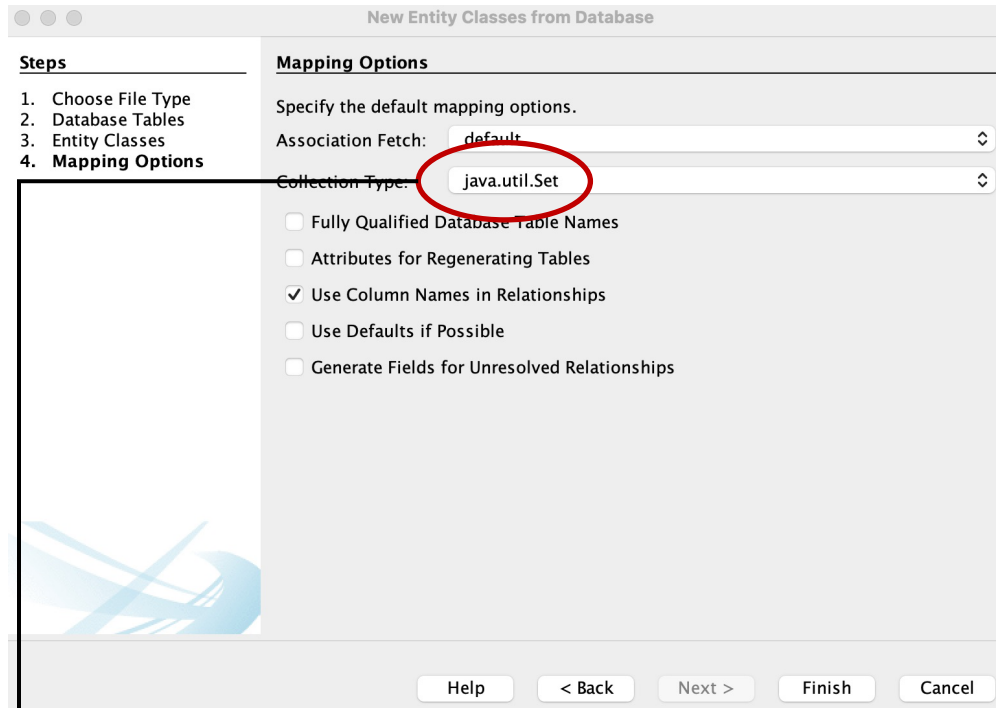 New Entity Classes from Database
Steps
1. Choose File Type
2. Database Tables
3. Entity Classes
4. Mapping Options
Mapping Options
Specify the default mapping options.
Association Fetch: default
Collection Type: java.util.Set
Fully Qualified Database Table Names
Attributes for Regenerating Tables
Use Column Names in Relationships
Use Defaults if Possible
Generate Fields for Unresolved Relationships
Help < Back Next > Finish Cancel